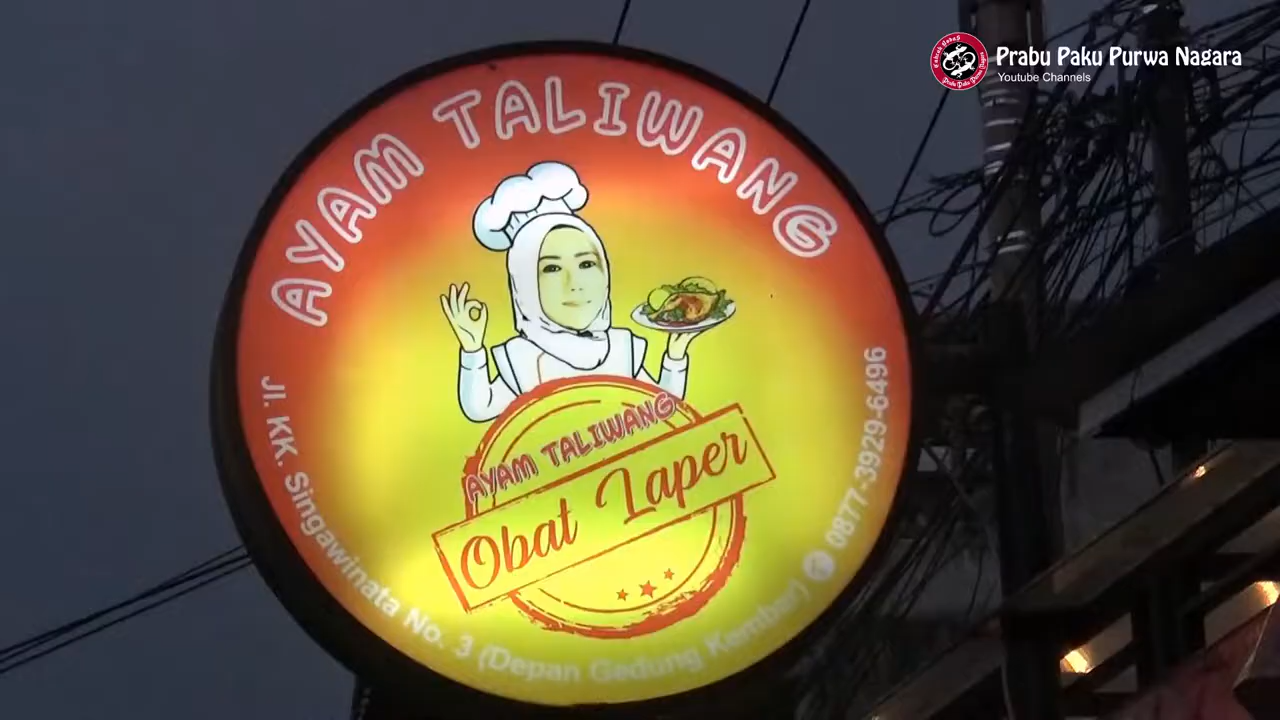 Prabu Paku Purwa Nagara
Youtube Channels
AYAM TALIWANG
AYAM TALIWANG
Obat Laper
Jl. KK. Singawinata No. 3 (Depan Gedung Kembar) 0877-3929-6496